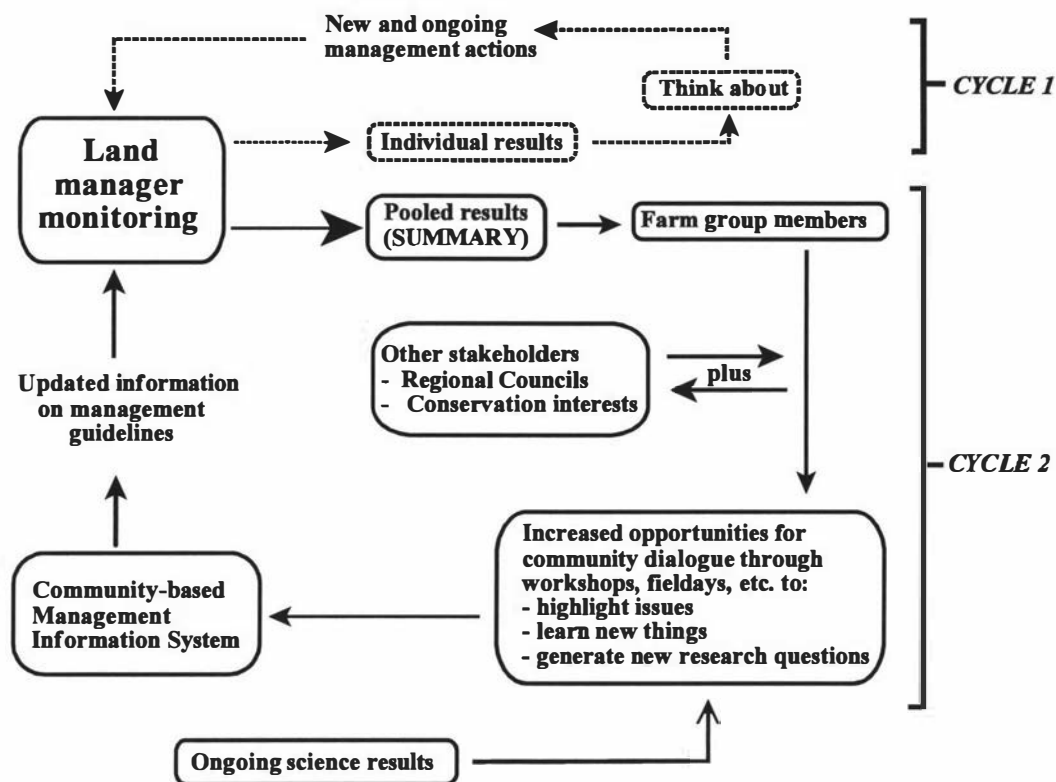 New and ongoing
management actions
Think about
CYCLE 1
Individual results
Land
manager
monitoring
Pooled results
(SUMMARY)
Farm group members
Other stakeholders
- Regional Councils
- Conservation interests
plus
Updated information
on management
guidelines
CYCLE 2
Increased opportunities for
community dialogue through
workshops, fieldays, etc. to:
- highlight issues
- learn new things
- generate new research questions
Community-based
Management
Information System
Ongoing science results